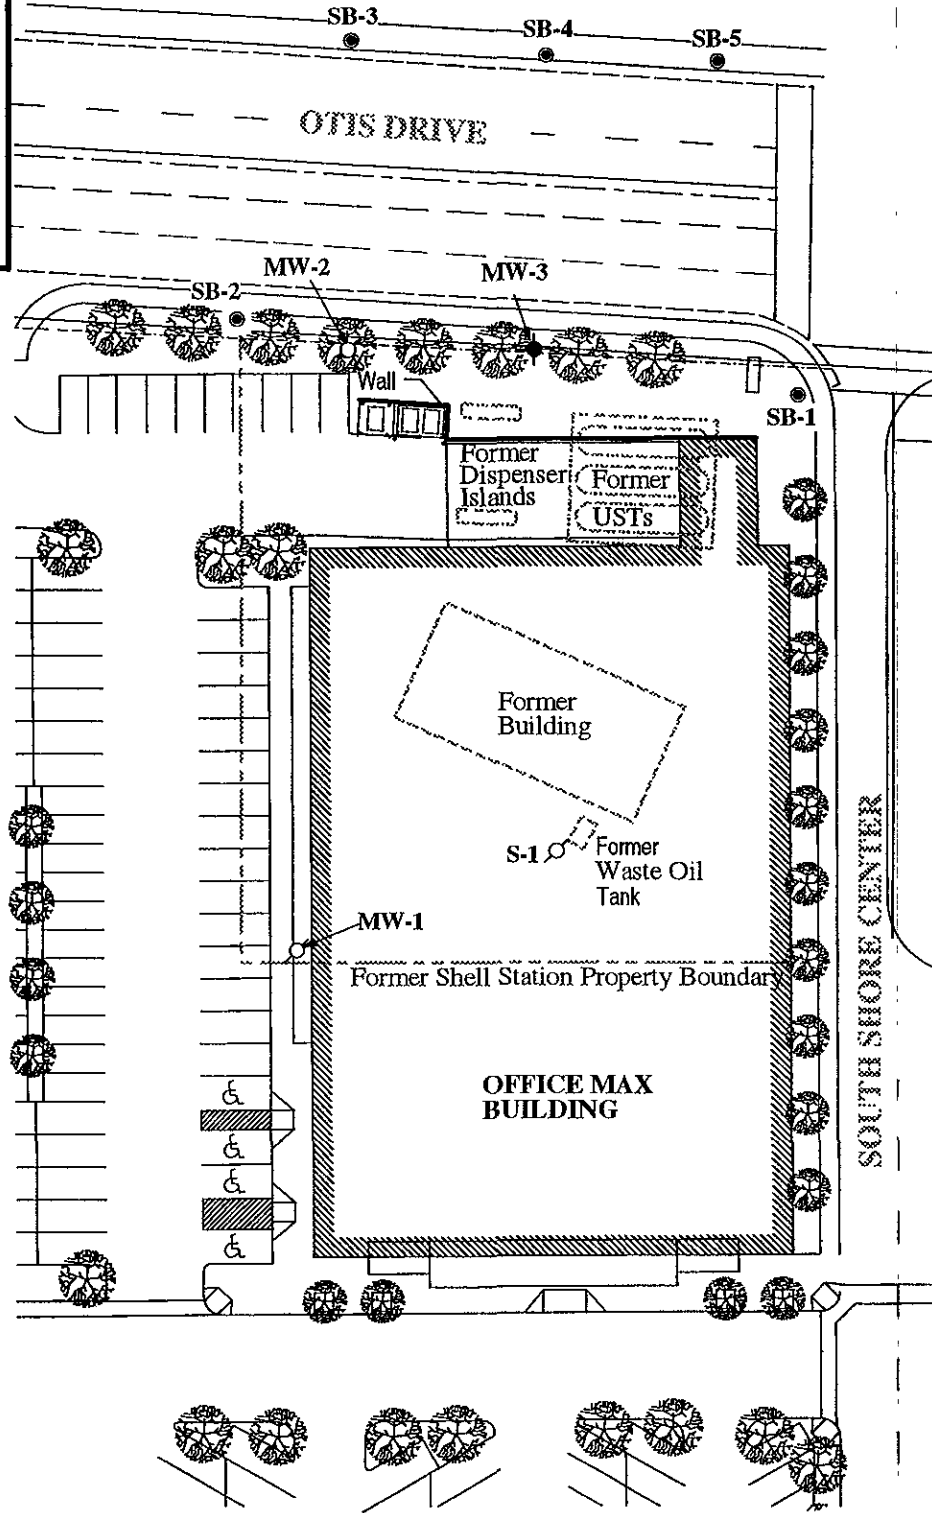 SB-3
SB-4
SB-5
OTIS DRIVE
MW-2
MW-3
SB-2
Wall
SB-1
Former
Dispenser
Islands
Former
USTs
Former
Building
S-1
Former
Waste Oil
Tank
MW-1
Former Shell Station Property Boundary
OFFICE MAX
BUILDING
SOUTH SHORE CENTER